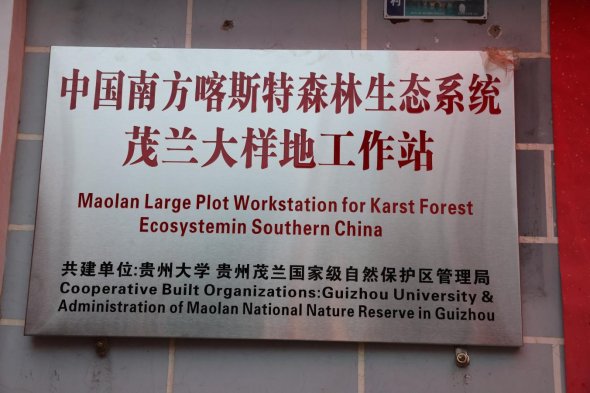 中国南方喀斯特森林生态系统
茂兰大样地工作站
Maolan Large Plot Workstation for Karst Forest
Ecosystemin Southern China
共建单位:贵州大学 贵州茂兰国家级自然保护区管理局
Cooperative Built Organizations:Guizhou University &
Administration of Maolan National Nature Reserve in Guizhou